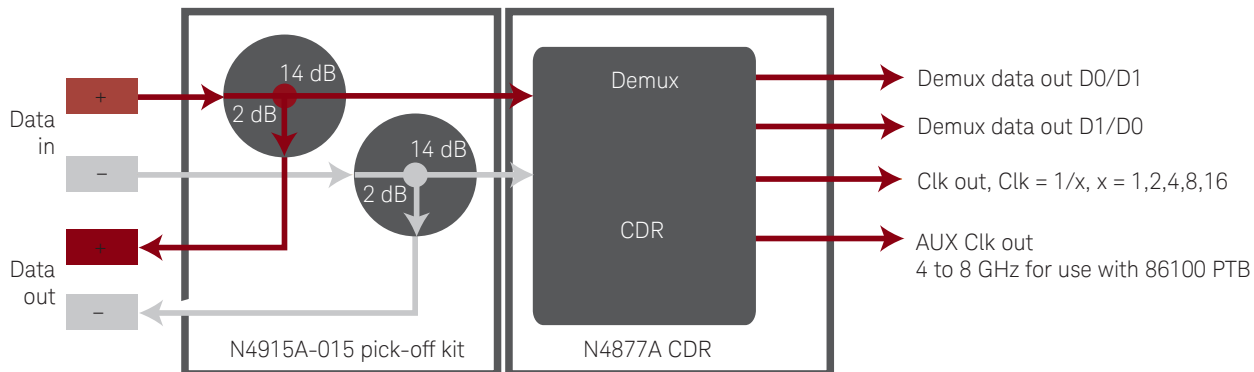 14 dB
2 dB
Data
in
+
−
14 dB
2 dB
Data
out
+
−
N4915A-015 pick-off kit
Demux
CDR
N4877A CDR
Demux data out D0/D1
Demux data out D1/D0
Clk out, Clk = 1/x, x = 1,2,4,8,16
AUX Clk out
4 to 8 GHz for use with 86100 PTB